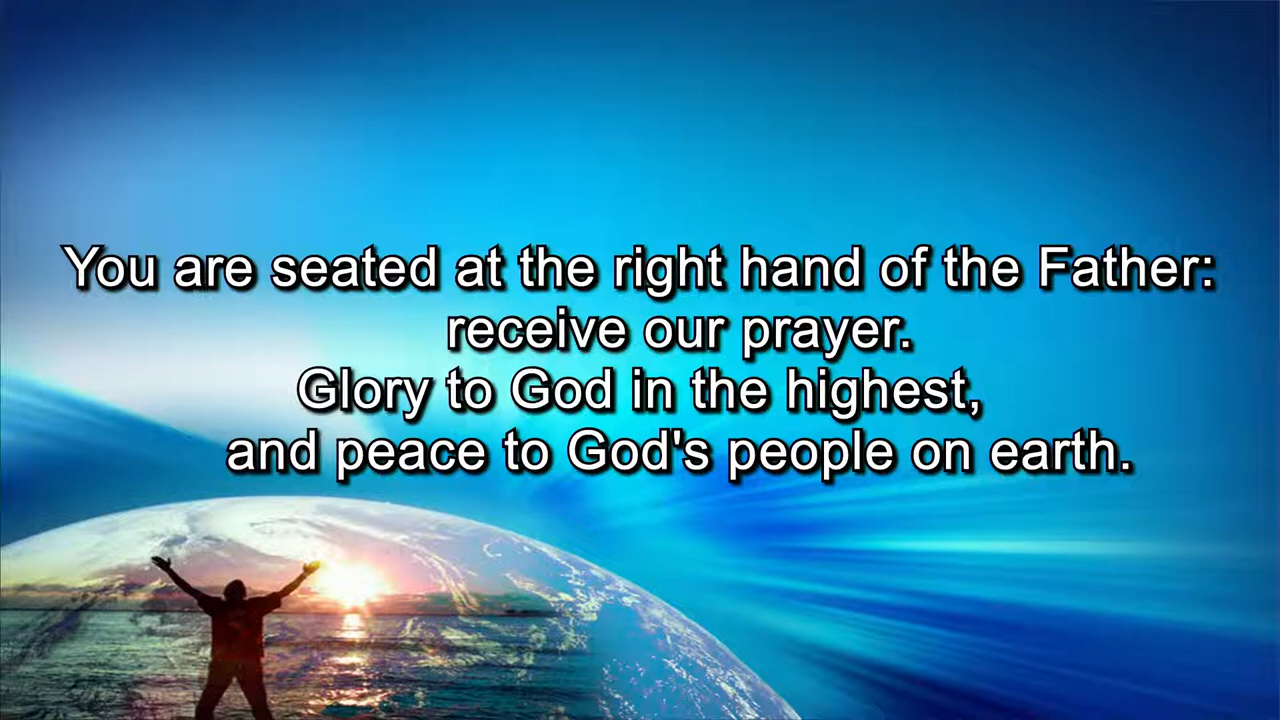 You are seated at the right hand of the Father:
receive our prayer.
Glory to God in the highest,
and peace to God's people on earth.